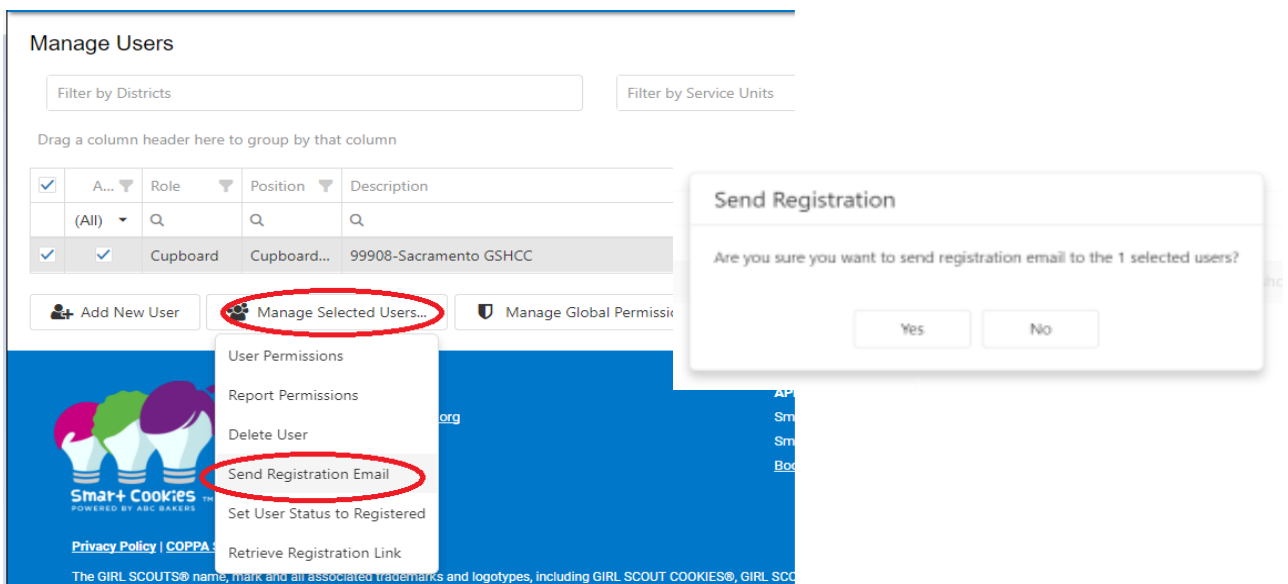 Manage Users
Filter by Districts
Filter by Service Units
Drag a column header here to group by that column
A... Role Position Description
(All)
Cupboard Cupboard... 99908-Sacramento GSHCC
Add New User Manage Selected Users... Manage Global
User Permissions
Report Permissions
org
Delete User
Send Registration Email
Set User Status to Registered
Retrieve Registration Link
Smart Cookies TM
POWERED BY ABC BAKERS
Privacy Policy | COPPA
The GIRL SCOUTS® name, mark and all associated trademarks and logotypes, including GIRL SCOUT COOKIES®, GIRL
Send Registration
Are you sure you want to send registration email to the 1 selected users?
Yes No